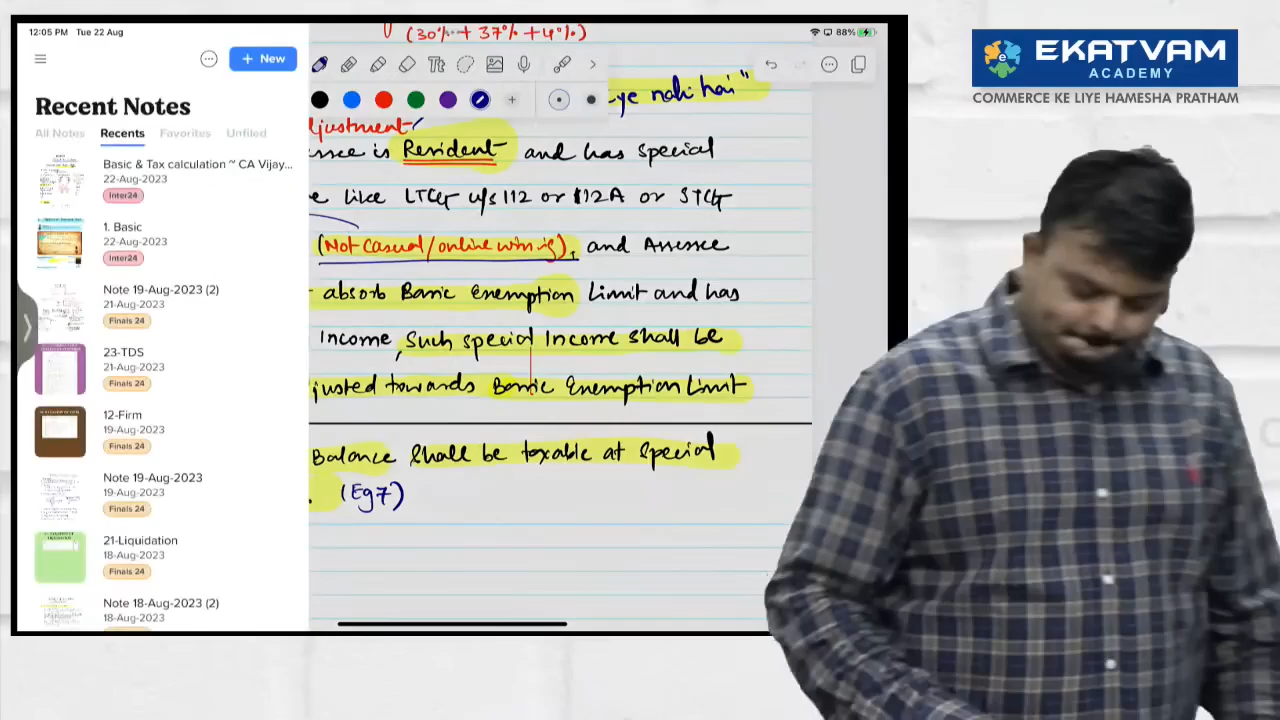 12:05 PM Tue 22 Aug
88%
+ New
Recent Notes
All Notes Recents Favorites Unfiled
Basic & Tax calculation ~ CA Vijay...
22-Aug-2023
Inter24
1. Basic
22-Aug-2023
Inter24
Note 19-Aug-2023 (2)
21-Aug-2023
Finals 24
23-TDS
21-Aug-2023
Finals 24
12-Firm
19-Aug-2023
Finals 24
Note 19-Aug-2023
19-Aug-2023
Finals 24
21-Liquidation
18-Aug-2023
Finals 24
Note 18-Aug-2023 (2)
18-Aug-2023
(30% + 37% + 4%)
ye nahi hai"
djustment
is Resident and has special
e like LTCG u/s 112 or 112A or STCG
(Not casual/online winnig), and Assesse
absorb Basic Exemption Limit and has
Income, Such special Income shall be
justed towards Basic Exemption Limit
Balance shall be taxable at special
(Eg7)
EKATVAM
ACADEMY
COMMERCE KE LIYE HAMESHA PRATHAM